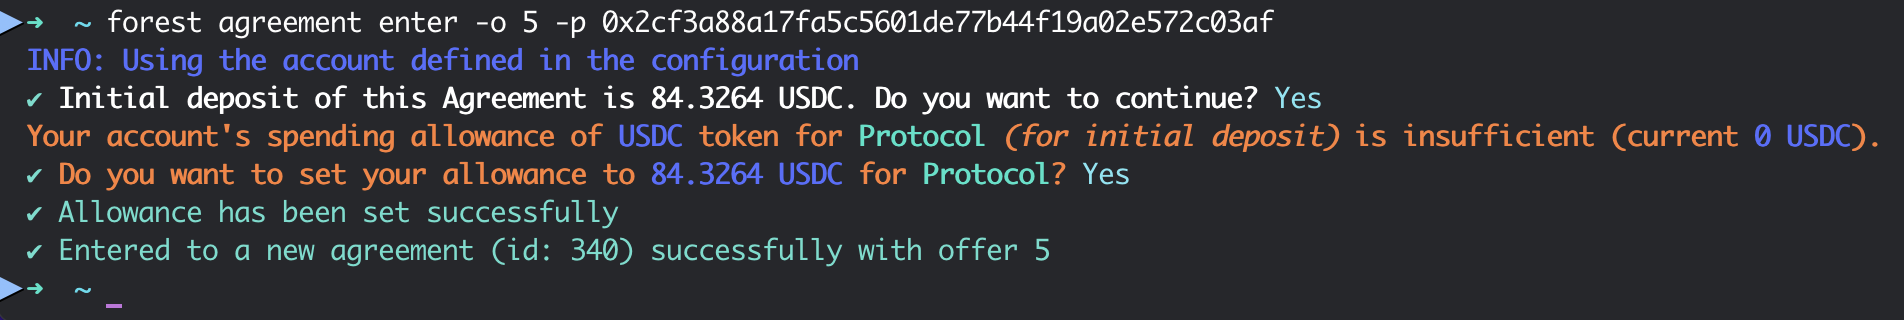 ➜  ~ forest agreement enter -o 5 -p 0x2cf3a88a17fa5c5601de77b44f19a02e572c03af
INFO: Using the account defined in the configuration
✔ Initial deposit of this Agreement is 84.3264 USDC. Do you want to continue? Yes
Your account's spending allowance of USDC token for Protocol (for initial deposit) is insufficient (current 0 USDC).
✔ Do you want to set your allowance to 84.3264 USDC for Protocol? Yes
✔ Allowance has been set successfully
✔ Entered to a new agreement (id: 340) successfully with offer 5
➜  ~ _